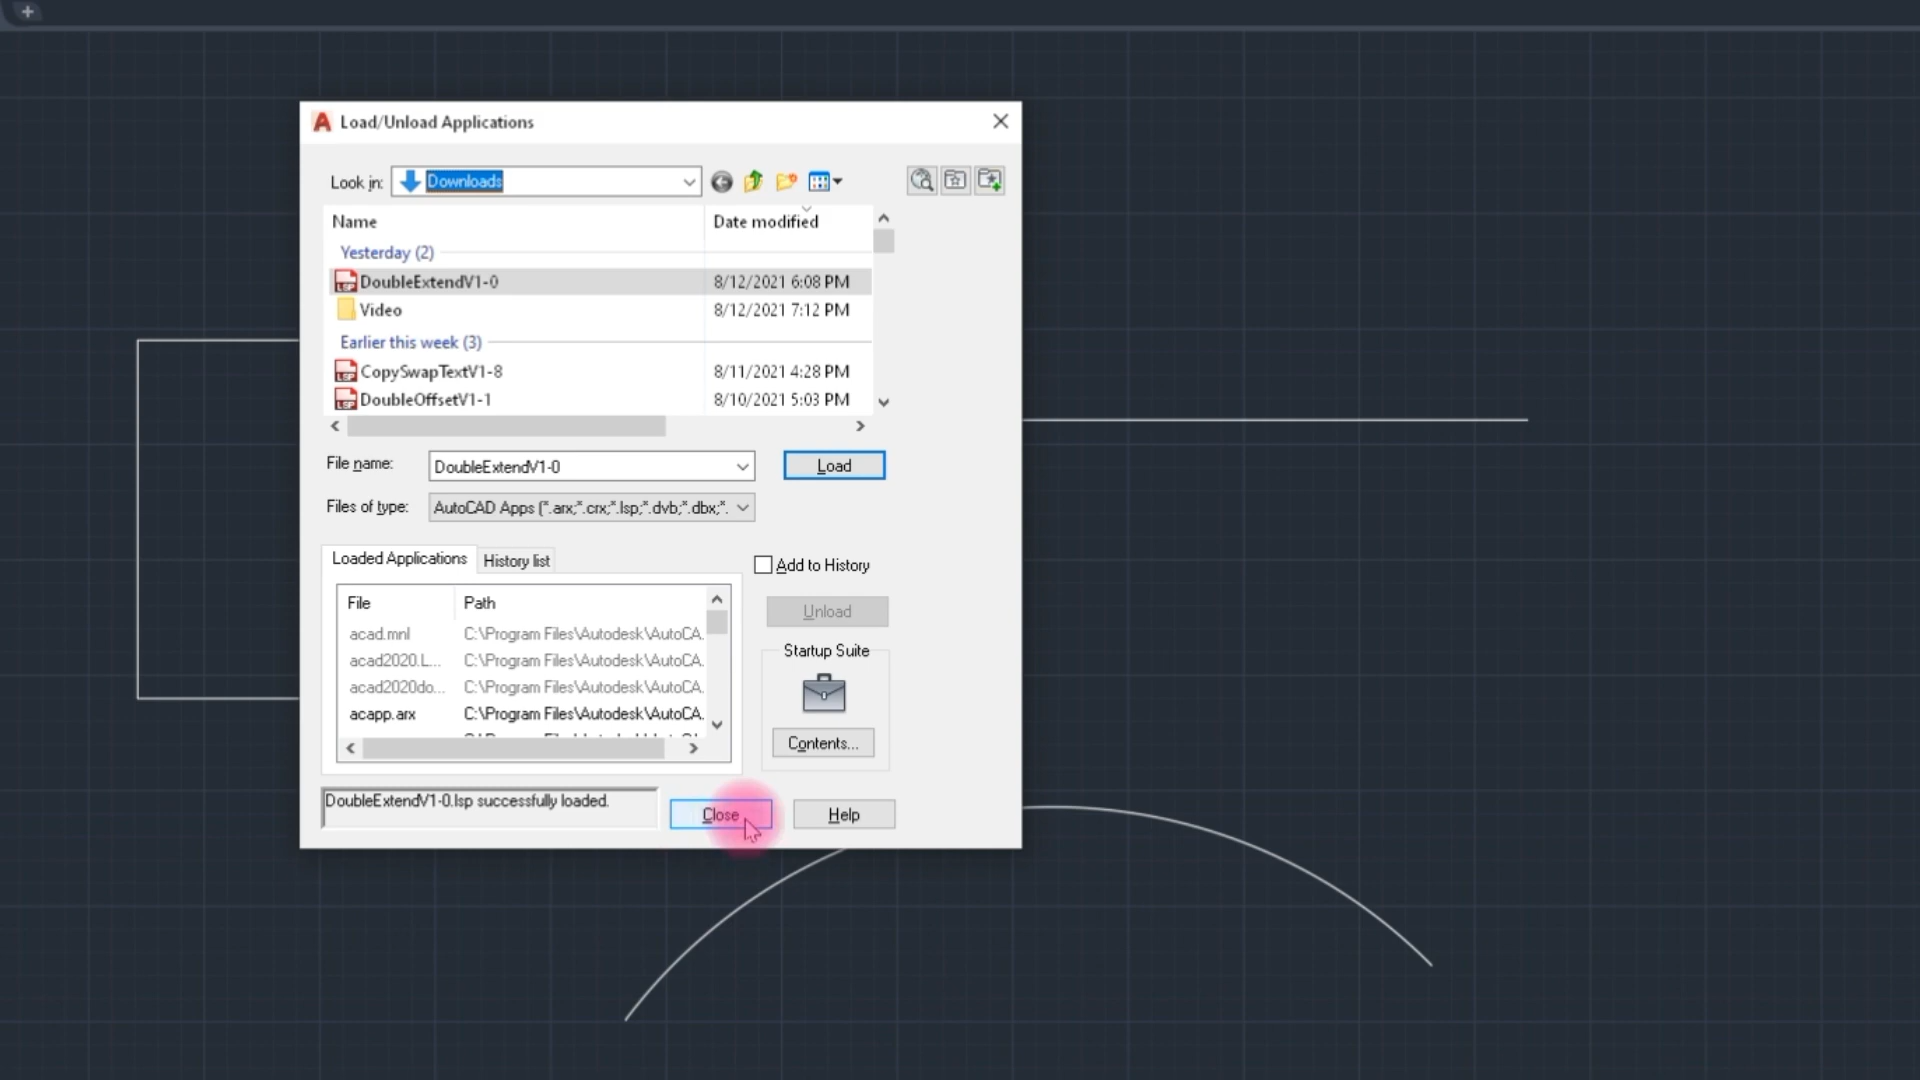 Load/Unload Applications
Look in: Downloads
Name Date modified
Yesterday (2)
DoubleExtendV1-0 8/12/2021 6:08 PM
Video 8/12/2021 7:12 PM
Earlier this week (3)
CopySwapTextV1-8 8/11/2021 4:28 PM
DoubleOffsetV1-1 8/10/2021 5:03 PM
File name: DoubleExtendV1-0 Load
Files of type: AutoCAD Apps (*.arx;*.crx;*.lsp;*.dvb;*.dbx;*.
Loaded Applications History list
Add to History
File Path
Unload
acad.mnl C:\Program Files\Autodesk\AutoCA.
acad2020.L... C:\Program Files\Autodesk\AutoCA.
Startup Suite
acad2020do... C:\Program Files\Autodesk\AutoCA.
acapp.arx C:\Program Files\Autodesk\AutoCA.
Contents...
DoubleExtendV1-0.lsp successfully loaded.
Close Help